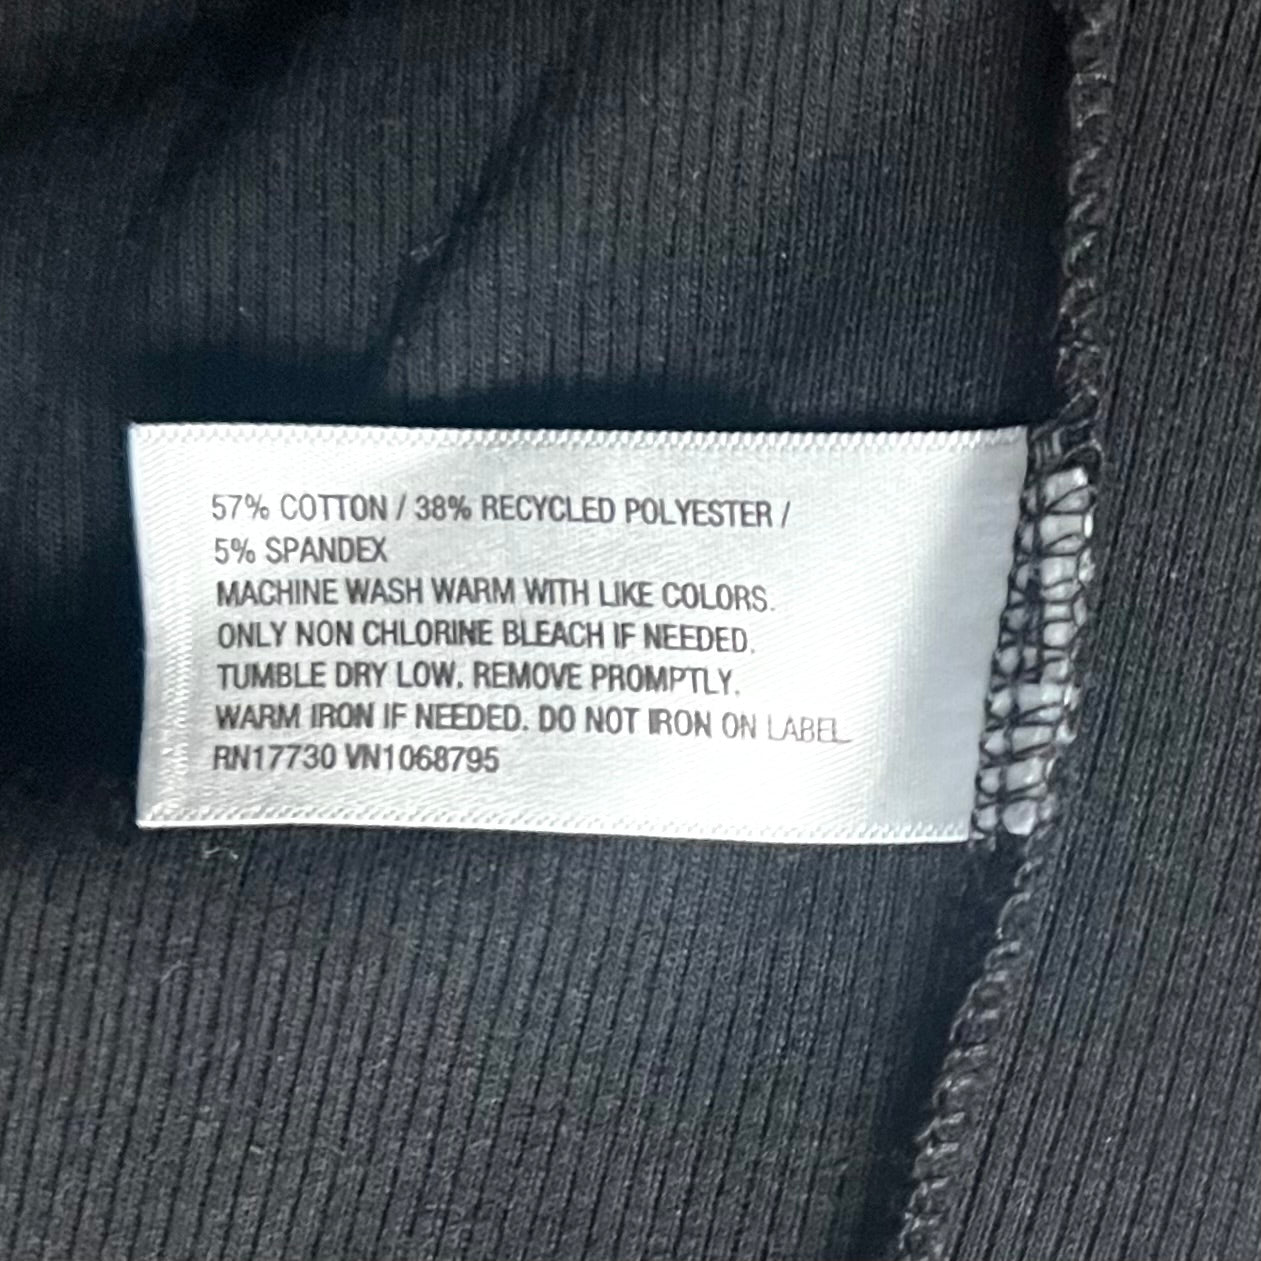 57% COTTON / 38% RECYCLED POLYESTER /
5% SPANDEX
MACHINE WASH WARM WITH LIKE COLORS.
ONLY NON CHLORINE BLEACH IF NEEDED.
TUMBLE DRY LOW. REMOVE PROMPTLY.
WARM IRON IF NEEDED. DO NOT IRON ON LABEL
RN17730 VN1068795